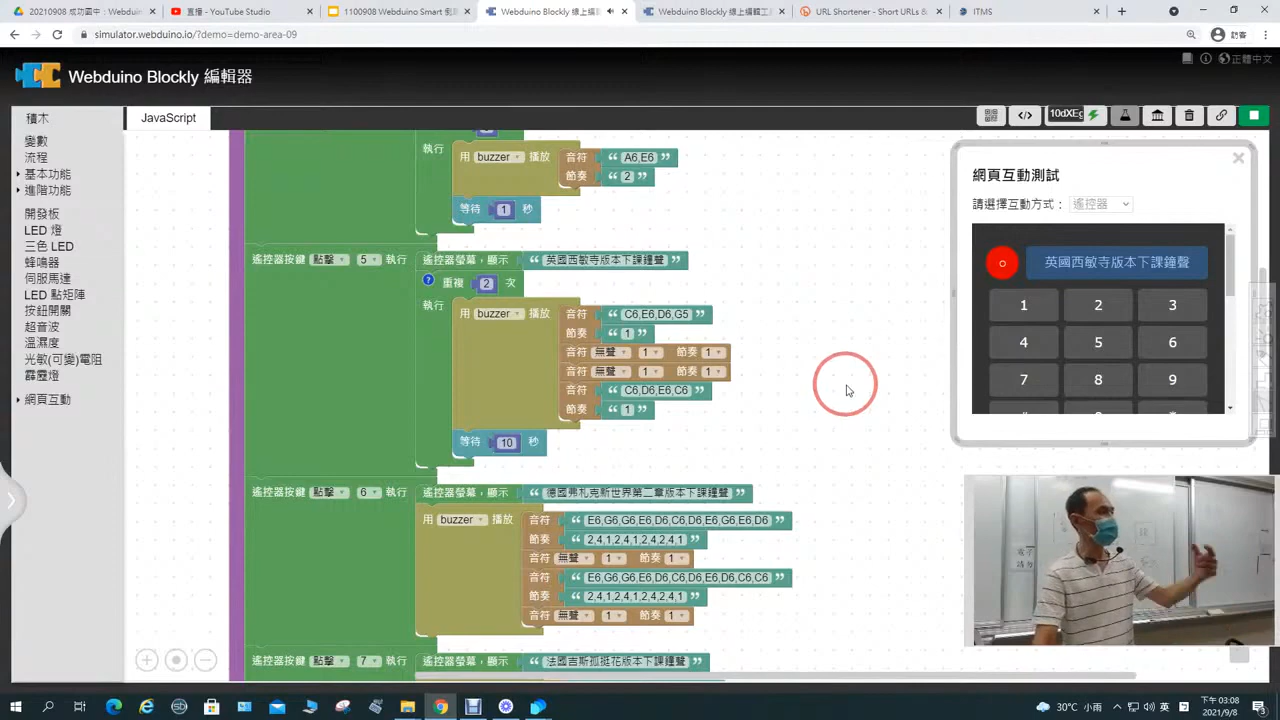 20210908 成功國中：Webduin
直播 - YouTube Studio
1100908 Webduino Smart 俄
Webduino Blockly 線上編
Webduino Blockly 線上編輯工
URL Shortener - Short URLs &
ITMS
simulator.webduino.io/?demo=demo-area-09
訪客
Webduino Blockly 編輯器
正體中文
積木
JavaScript
10dXEg
變數
流程
基本功能
進階功能
開發板
LED 燈
三色 LED
蜂鳴器
伺服馬達
LED 點矩陣
按鈕開關
超音波
溫濕度
光敏(可變)電阻
霹靂燈
網頁互動
執行 用 buzzer 播放 音符 “ A6,E6 ”
節奏 “ 2 ”
等待 1 秒
遙控器按鍵 點擊 5 執行 遙控器螢幕，顯示 “ 英國西敏寺版本下課鐘聲 ”
? 重複 2 次
執行 用 buzzer 播放 音符 “ C6,E6,D6,G5 ”
節奏 “ 1 ”
音符 無聲 1 節奏 1
音符 無聲 1 節奏 1
音符 “ C6,D6,E6,C6 ”
節奏 “ 1 ”
等待 10 秒
遙控器按鍵 點擊 6 執行 遙控器螢幕，顯示 “ 德國弗札克新世界第二章版本下課鐘聲 ”
用 buzzer 播放 音符 “ E6,G6,G6,E6,D6,C6,D6,E6,G6,E6,D6 ”
節奏 “ 2,4,1,2,4,1,2,4,2,4,1 ”
音符 無聲 1 節奏 1
音符 “ E6,G6,G6,E6,D6,C6,D6,E6,D6,C6,C6 ”
節奏 “ 2,4,1,2,4,1,2,4,2,4,1 ”
音符 無聲 1 節奏 1
遙控器按鍵 點擊 7 執行 遙控器螢幕，顯示 “ 法國吉斯孤挺花版本下課鐘聲 ”
網頁互動測試
請選擇互動方式： 遙控器
英國西敏寺版本下課鐘聲
1 2 3
4 5 6
7 8 9
30°C 小雨
英
下午 03:08
2021/9/8
3